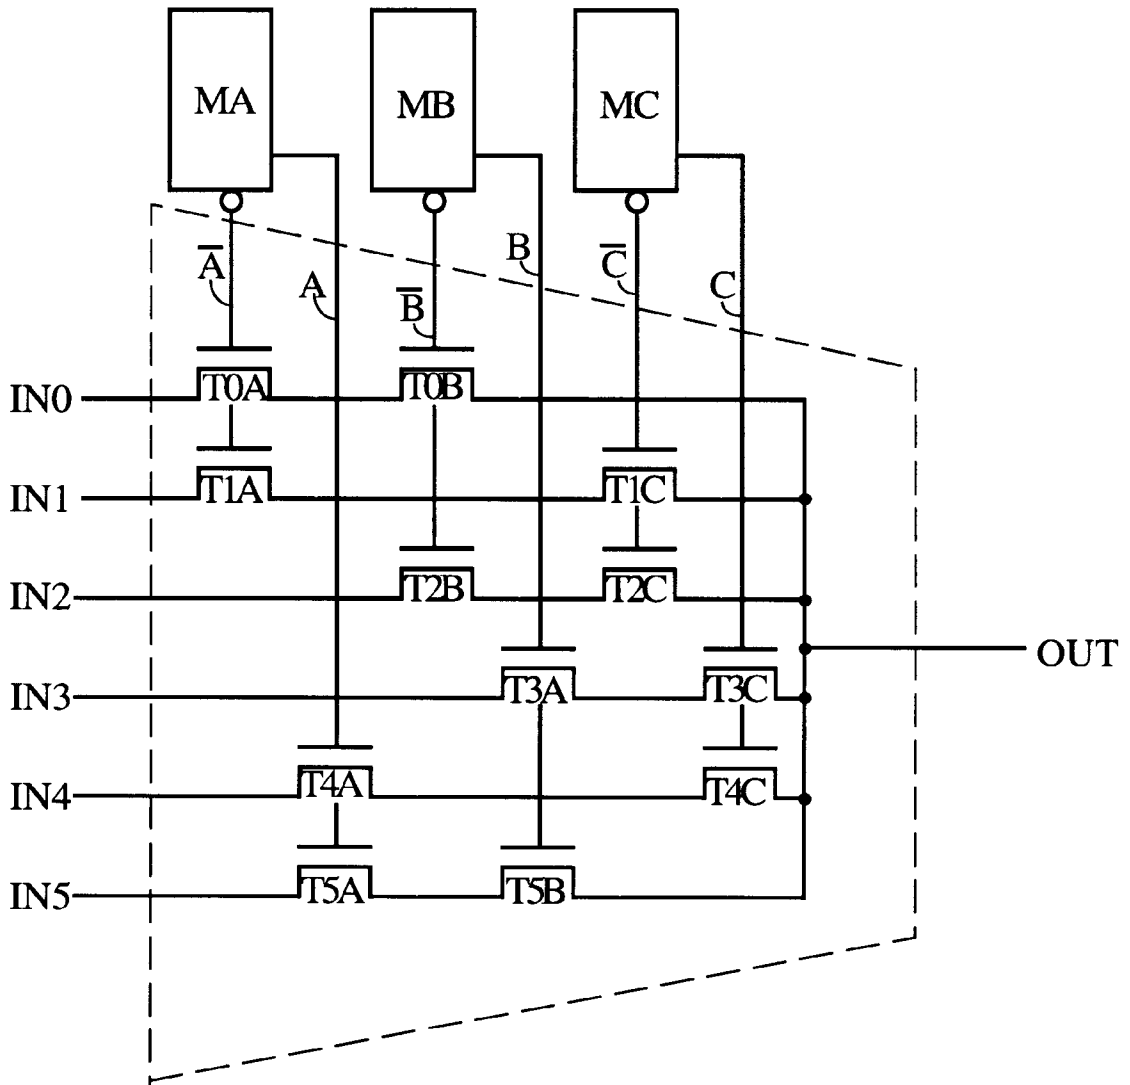 MA MB MC
A̅ A B̅ B C̅ C
IN0 T0A T0B
IN1 T1A T1C
IN2 T2B T2C
OUT
IN3 T3A T3C
IN4 T4A T4C
IN5 T5A T5B